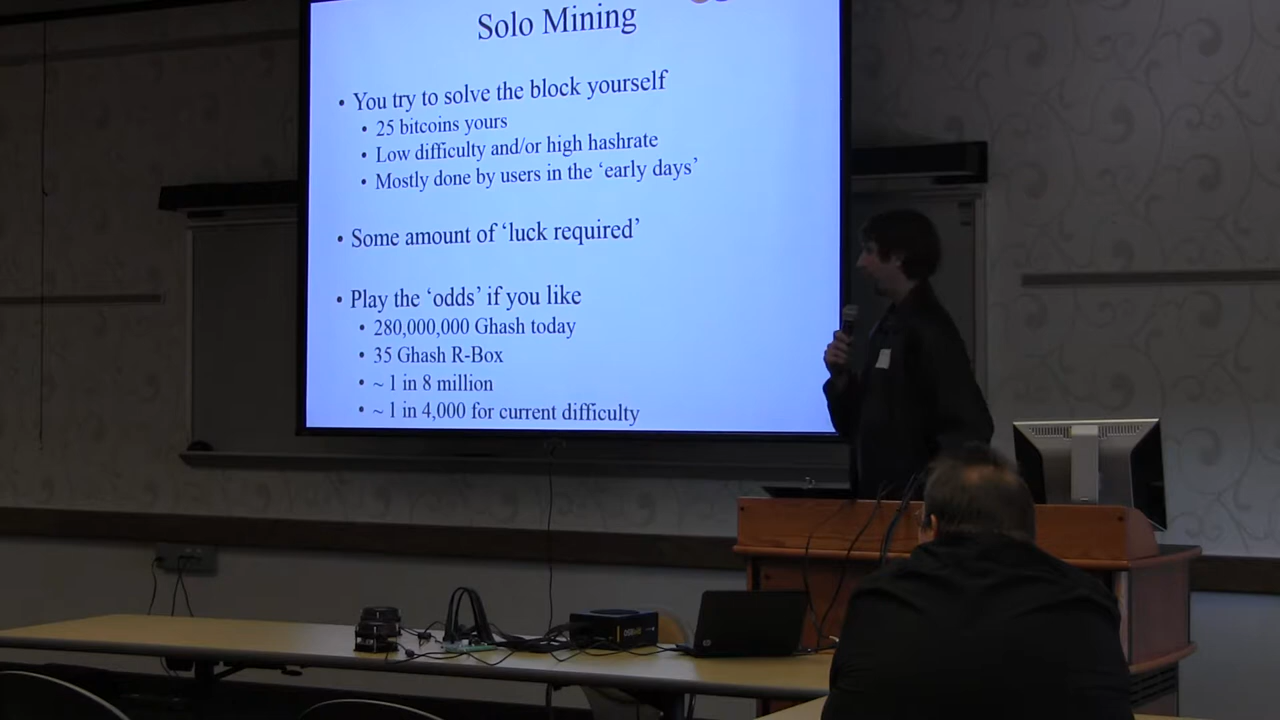 Solo Mining
• You try to solve the block yourself
• 25 bitcoins yours
• Low difficulty and/or high hashrate
• Mostly done by users in the ‘early days’
• Some amount of ‘luck required’
• Play the ‘odds’ if you like
• 280,000,000 Ghash today
• 35 Ghash R-Box
• ~ 1 in 8 million
• ~ 1 in 4,000 for current difficulty